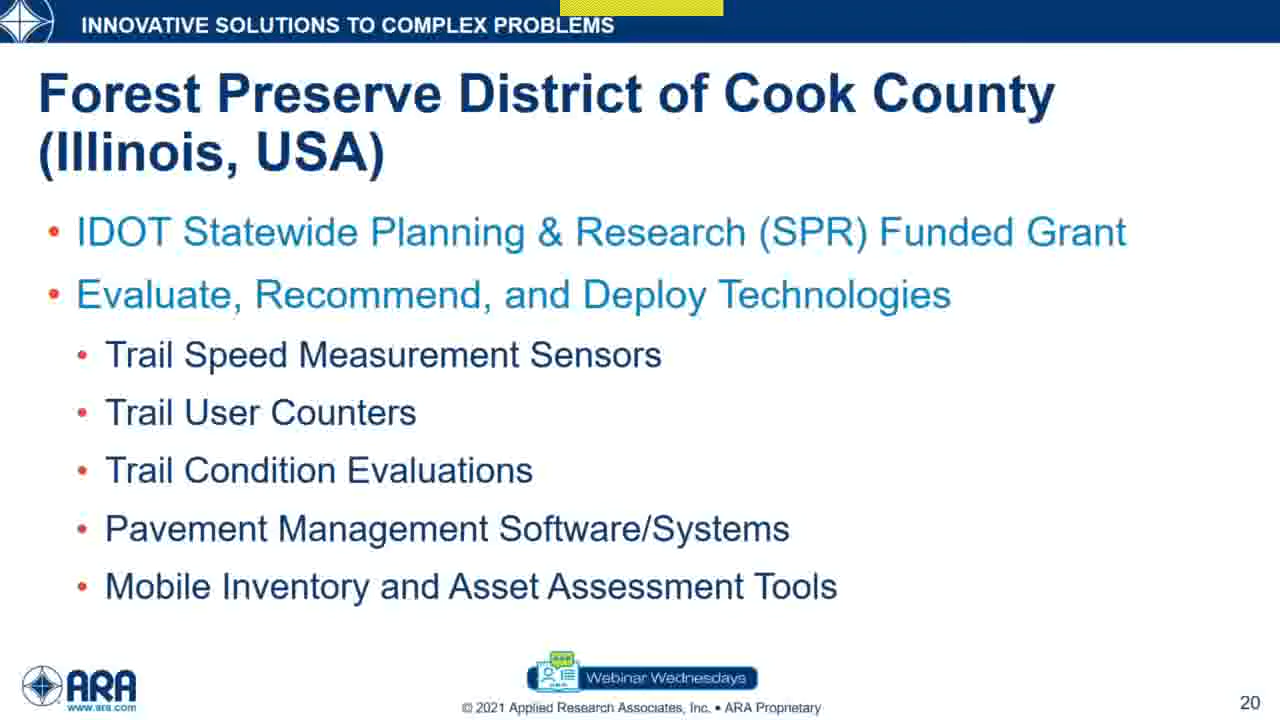 INNOVATIVE SOLUTIONS TO COMPLEX PROBLEMS
Forest Preserve District of Cook County
(Illinois, USA)
• IDOT Statewide Planning & Research (SPR) Funded Grant
• Evaluate, Recommend, and Deploy Technologies
• Trail Speed Measurement Sensors
• Trail User Counters
• Trail Condition Evaluations
• Pavement Management Software/Systems
• Mobile Inventory and Asset Assessment Tools
ARA
www.ara.com
Webinar Wednesdays
© 2021 Applied Research Associates, Inc. • ARA Proprietary
20